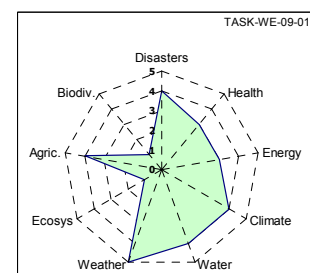 TASK-WE-09-01
Disasters
5
Biodiv.
Health
4
3
2
Agric.
Energy
1
0
Ecosys
Climate
Weather
Water